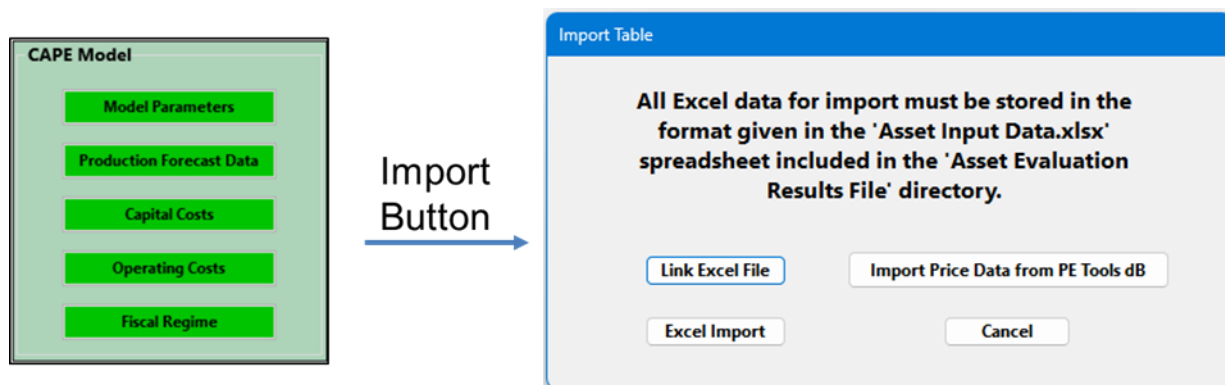 CAPE Model
Model Parameters
Production Forecast Data
Capital Costs
Operating Costs
Fiscal Regime
Import
Button
Import Table
All Excel data for import must be stored in the
format given in the 'Asset Input Data.xlsx'
spreadsheet included in the 'Asset Evaluation
Results File' directory.
Link Excel File
Import Price Data from PE Tools dB
Excel Import
Cancel